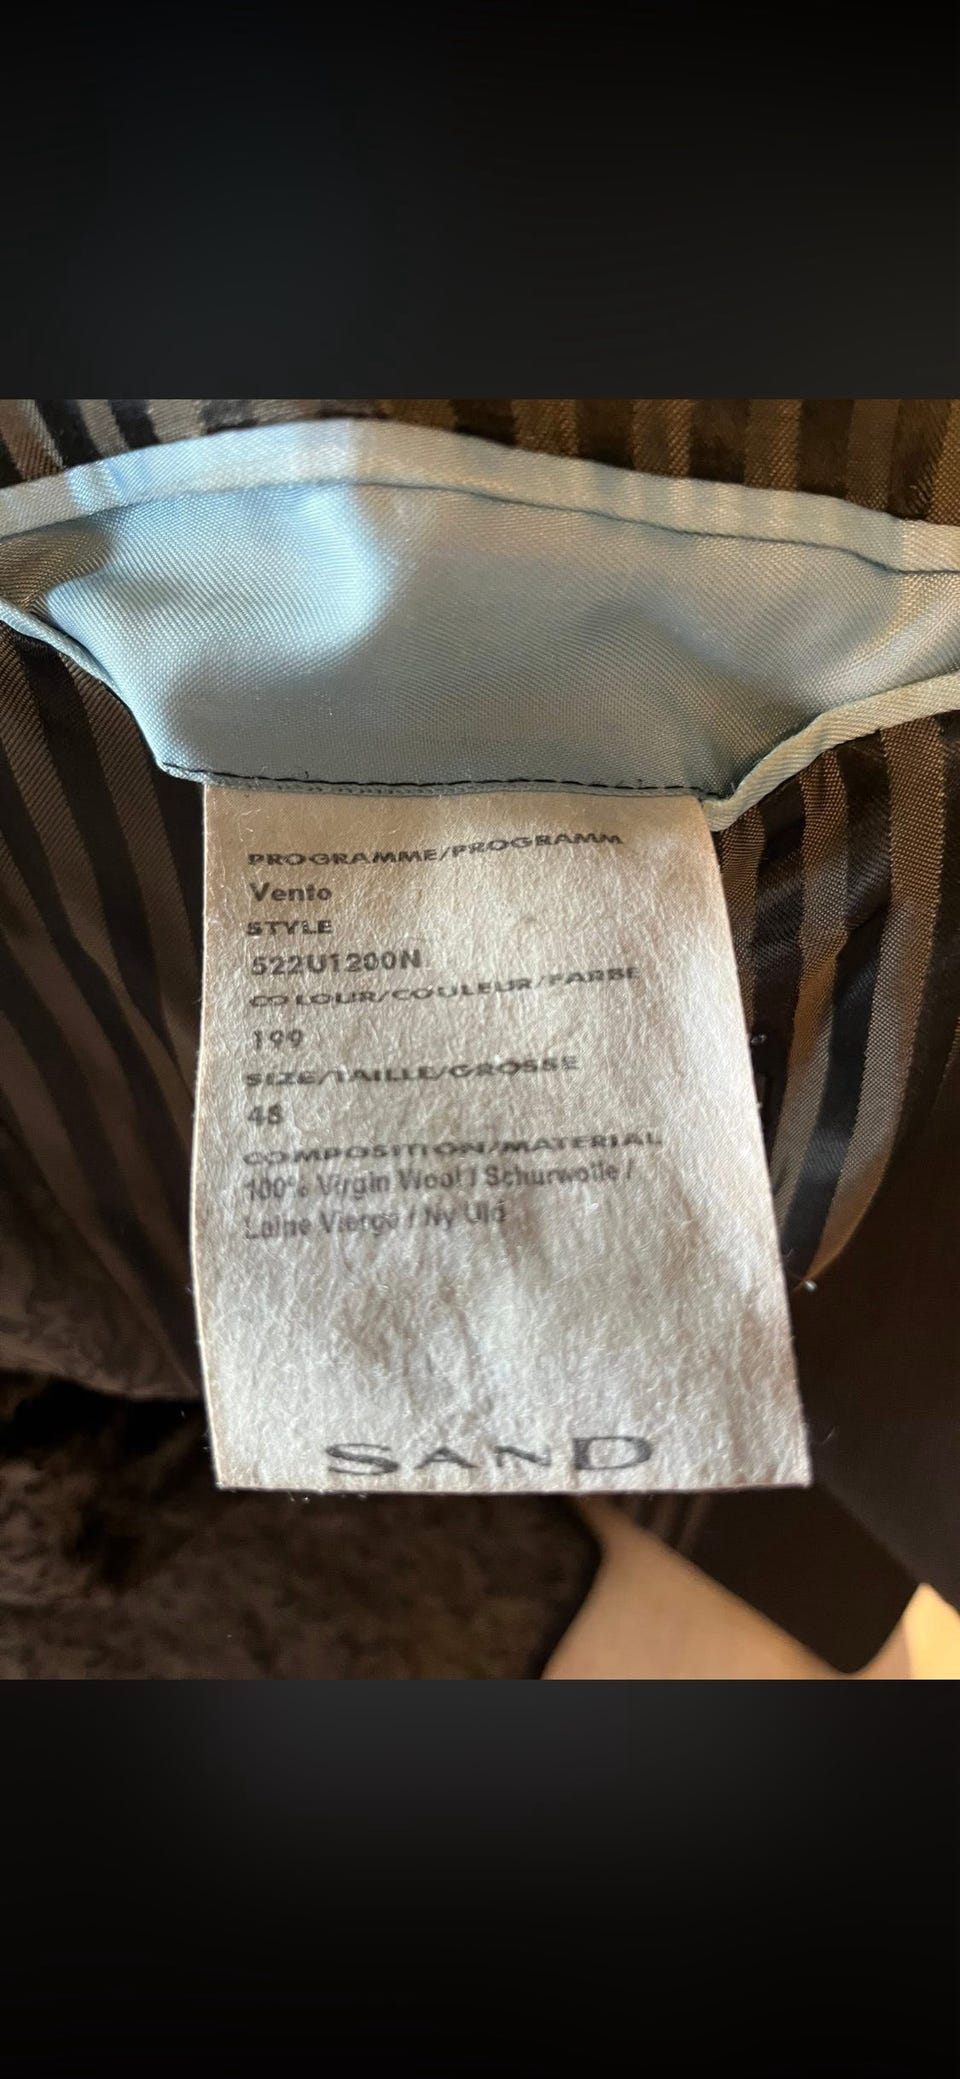 PROGRAMME/PROGRAMM
Vento
STYLE
522U1200N
COLOUR/COULEUR/FARBE
199
SIZE/TAILLE/GROSSE
48
COMPOSITION/MATERIAL
100% Virgin Wool / Schurwolle /
Laine Vierge / Ny Uld
SAND